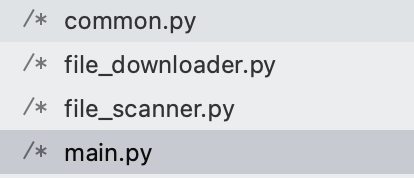 /* common.py
/* file_downloader.py
/* file_scanner.py
/* main.py